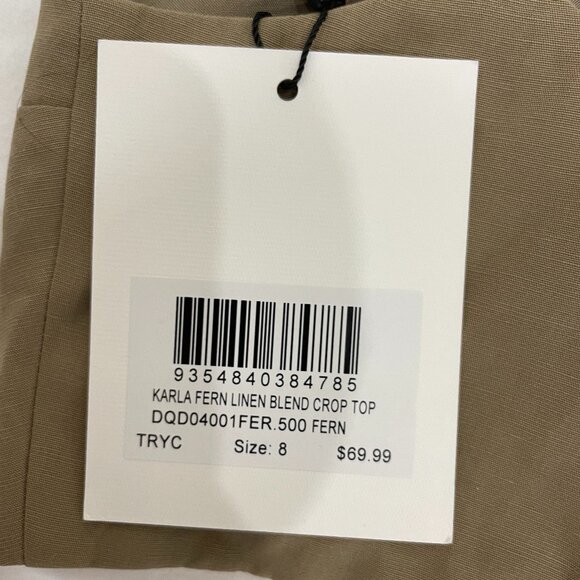 9354840384785
KARLA FERN LINEN BLEND CROP TOP
DQD04001FER.500 FERN
TRYC Size: 8 $69.99